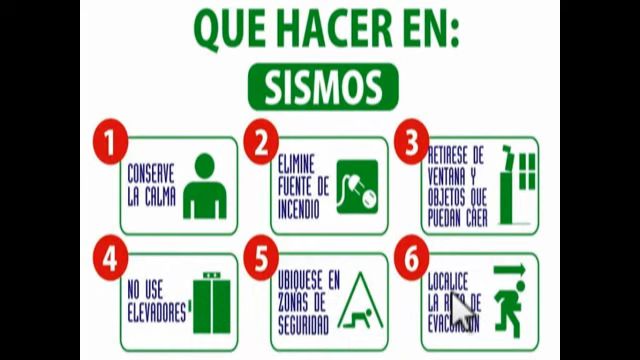 QUE HACER EN:
SISMOS
1
CONSERVE
LA CALMA
2
ELIMINE
FUENTE DE
INCENDIO
3
RETIRESE DE
VENTANA Y
OBJETOS QUE
PUEDAN CAER
4
NO USE
ELEVADORES
5
UBIQUESE EN
ZONAS DE
SEGURIDAD
6
LOCALICE
LA DE